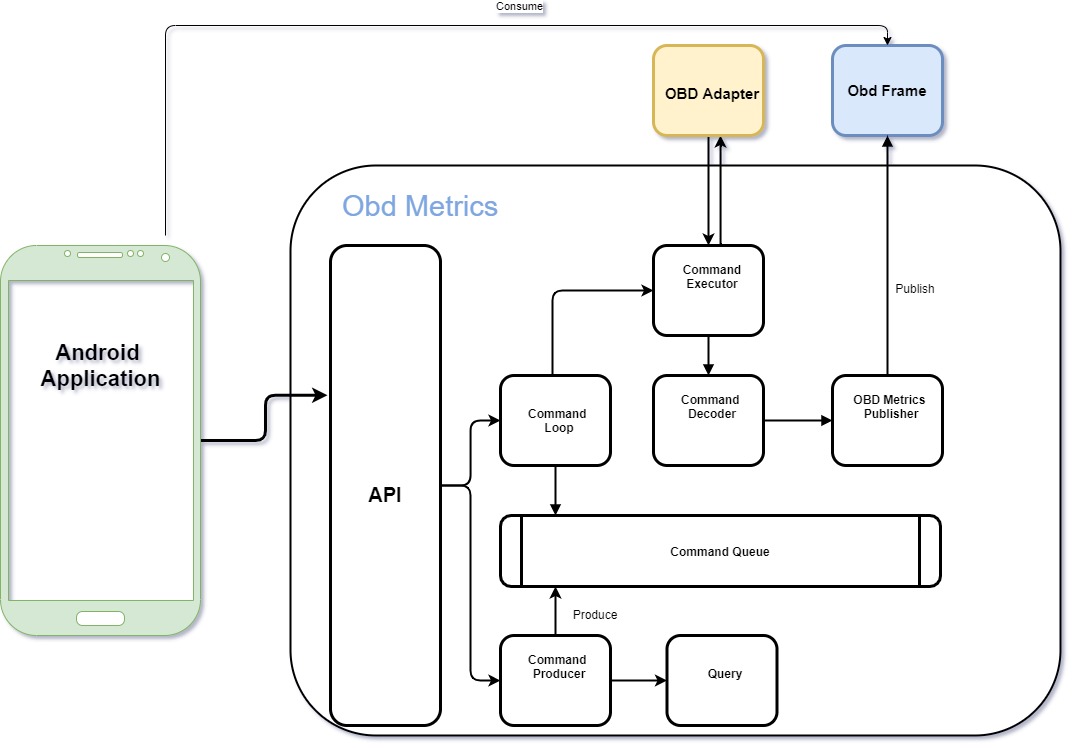 Consume
OBD Adapter
Obd Frame
Obd Metrics
Command
Executor
Publish
Android
Application
Command
Loop
Command
Decoder
OBD Metrics
Publisher
API
Command Queue
Produce
Command
Producer
Query